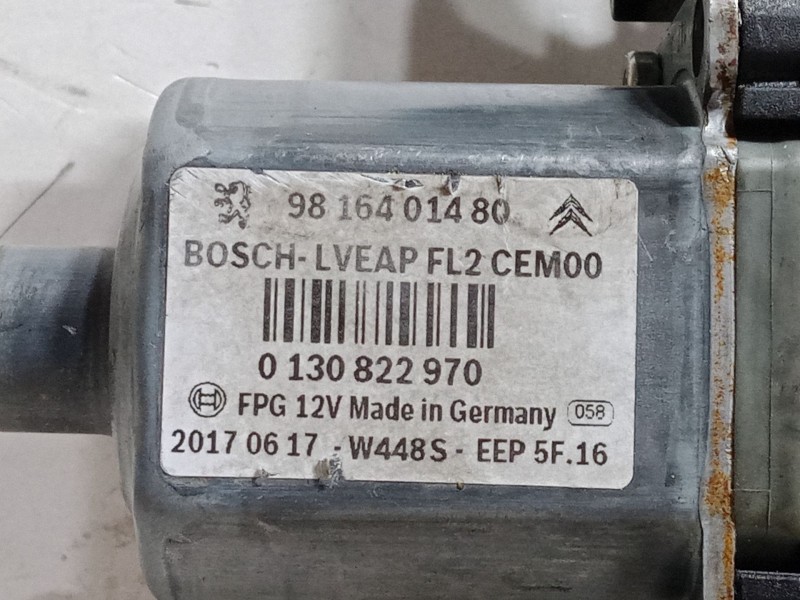 98 164 014 80
BOSCH-LVEAP FL2 CEM00
0 130 822 970
FPG 12V Made in Germany 058
2017 06 17 - W448S - EEP 5F.16